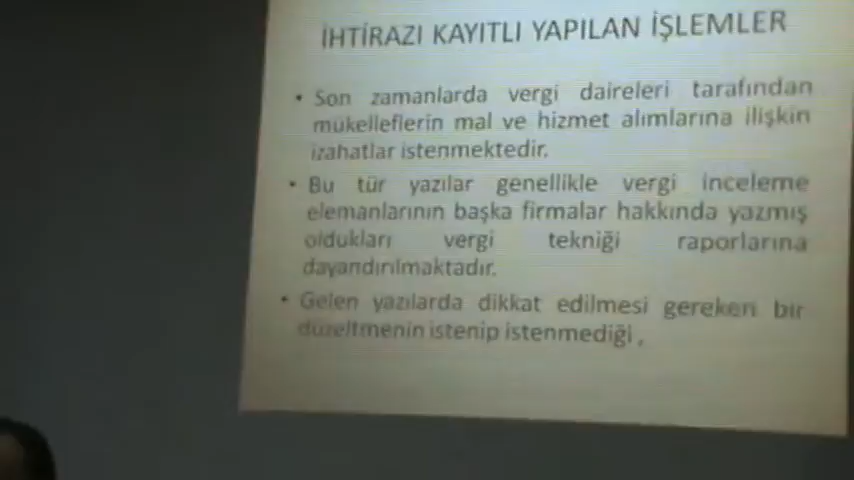 İHTİRAZI KAYITLI YAPILAN İŞLEMLER
• Son zamanlarda vergi daireleri tarafından
mükelleflerin mal ve hizmet alımlarına ilişkin
izahatlar istenmektedir.
• Bu tür yazılar genellikle vergi inceleme
elemanlarının başka firmalar hakkında yazmış
oldukları vergi tekniği raporlarına
dayandırılmaktadır.
• Gelen yazılarda dikkat edilmesi gereken bir
düzeltmenin istenip istenmediği ,